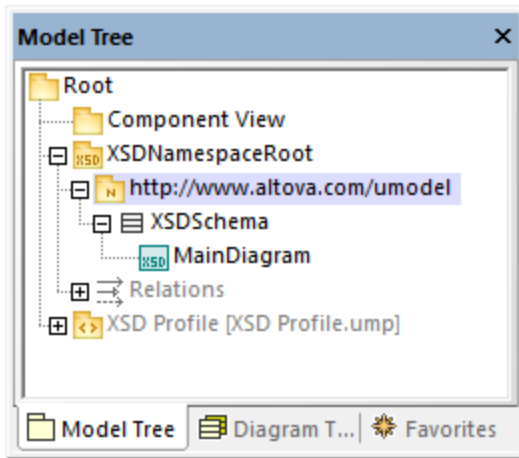 Model Tree
Root
Component View
XSD XSDNamespaceRoot
N http://www.altova.com/umodel
XSDSchema
XSD MainDiagram
Relations
XSD Profile [XSD Profile.ump]
Model Tree Diagram T... Favorites